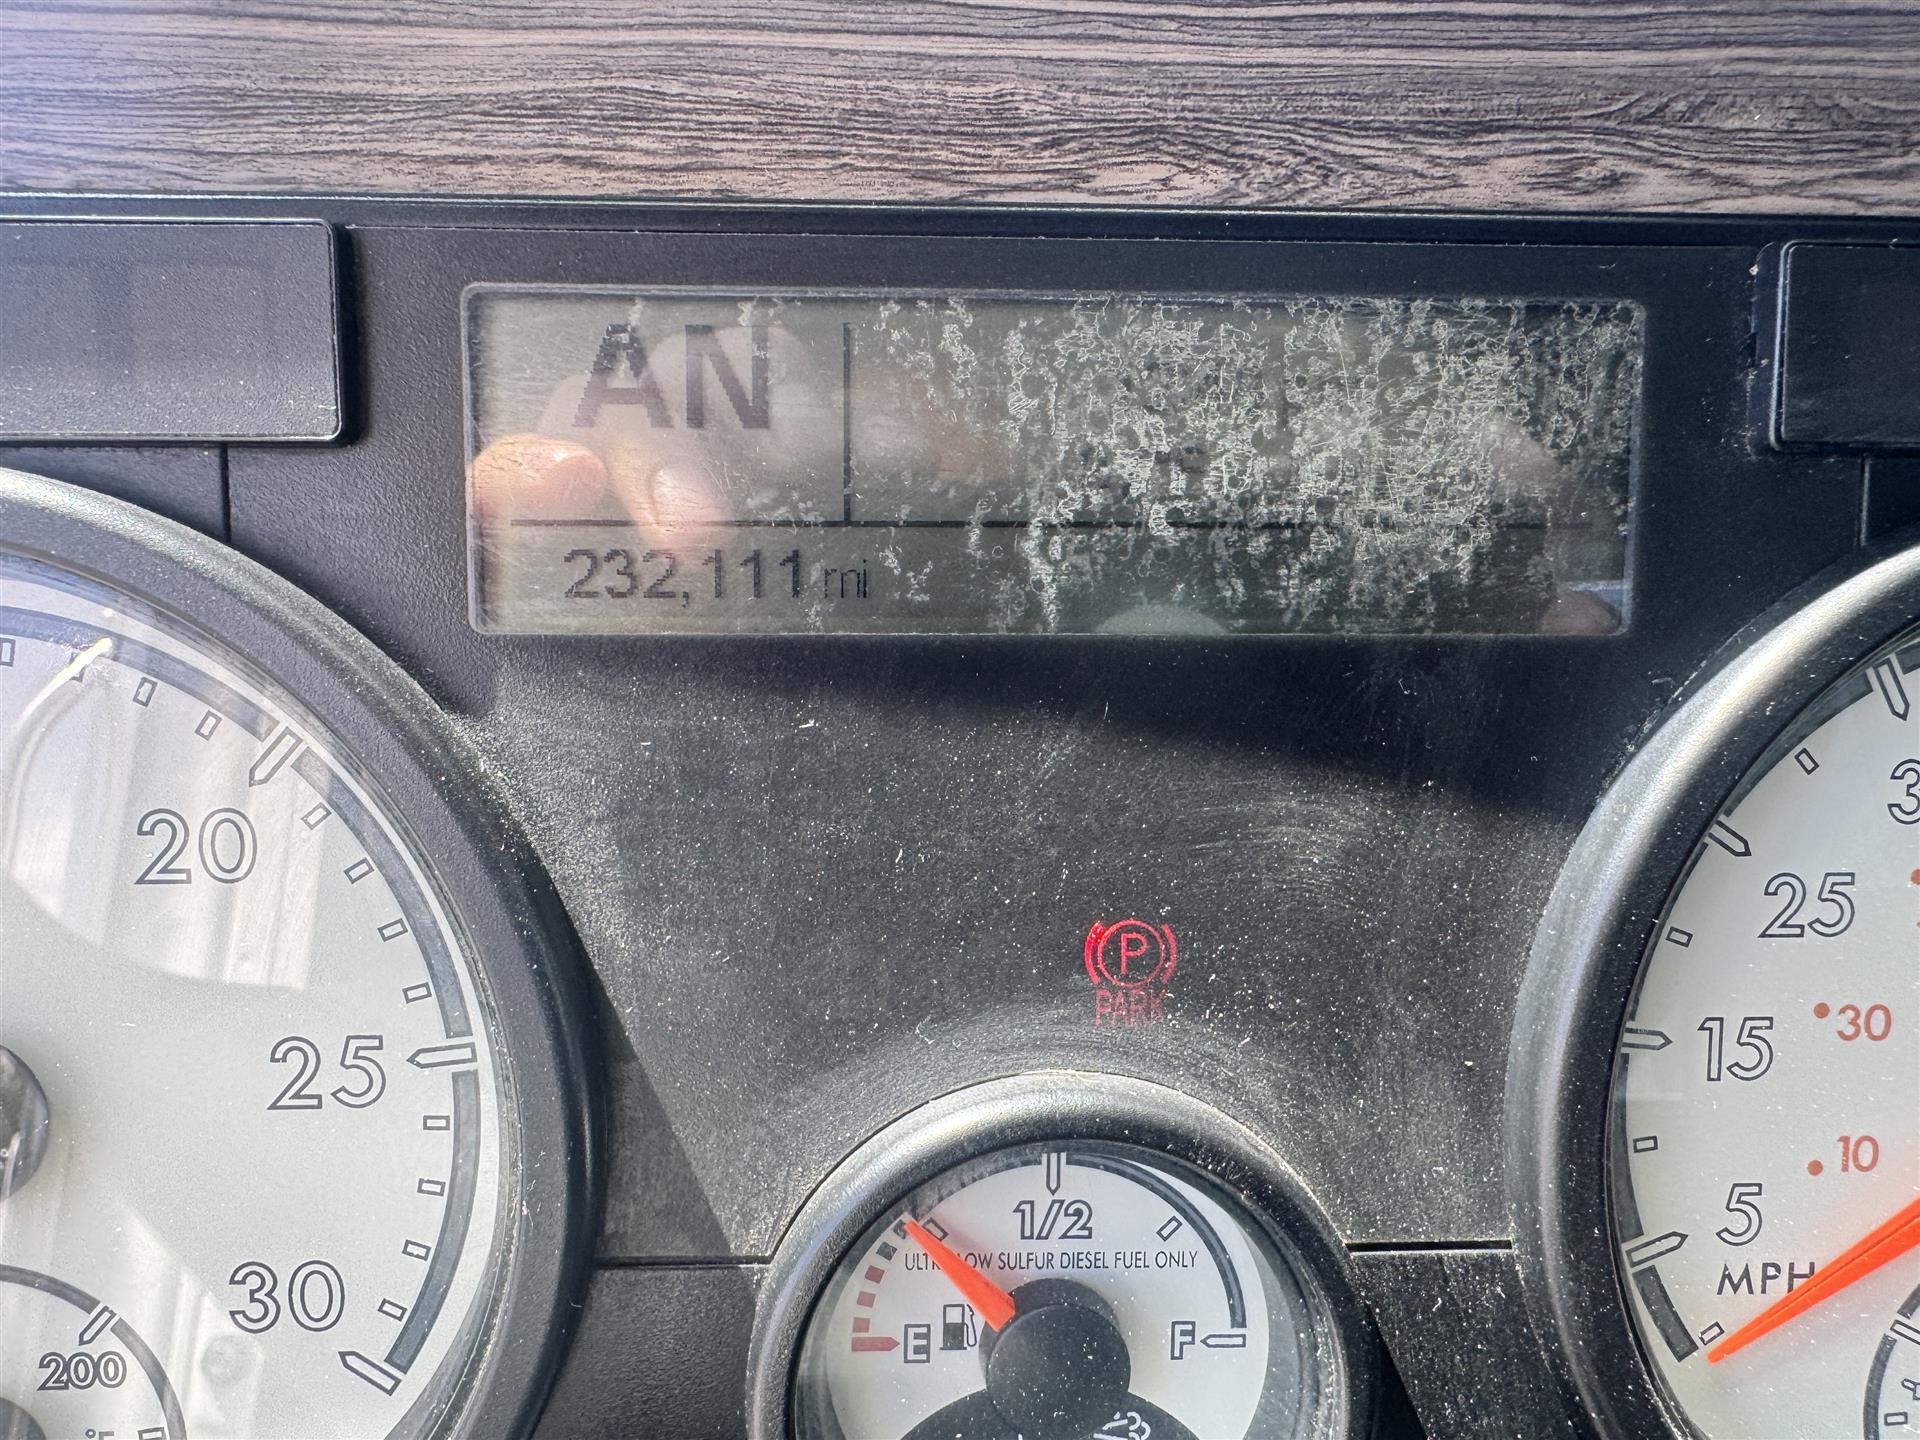 AN
232,111 mi
20
25
30
200
°F
P
PARK
1/2
ULTRA LOW SULFUR DIESEL FUEL ONLY
E
F
25
15
30
10
5
MPH